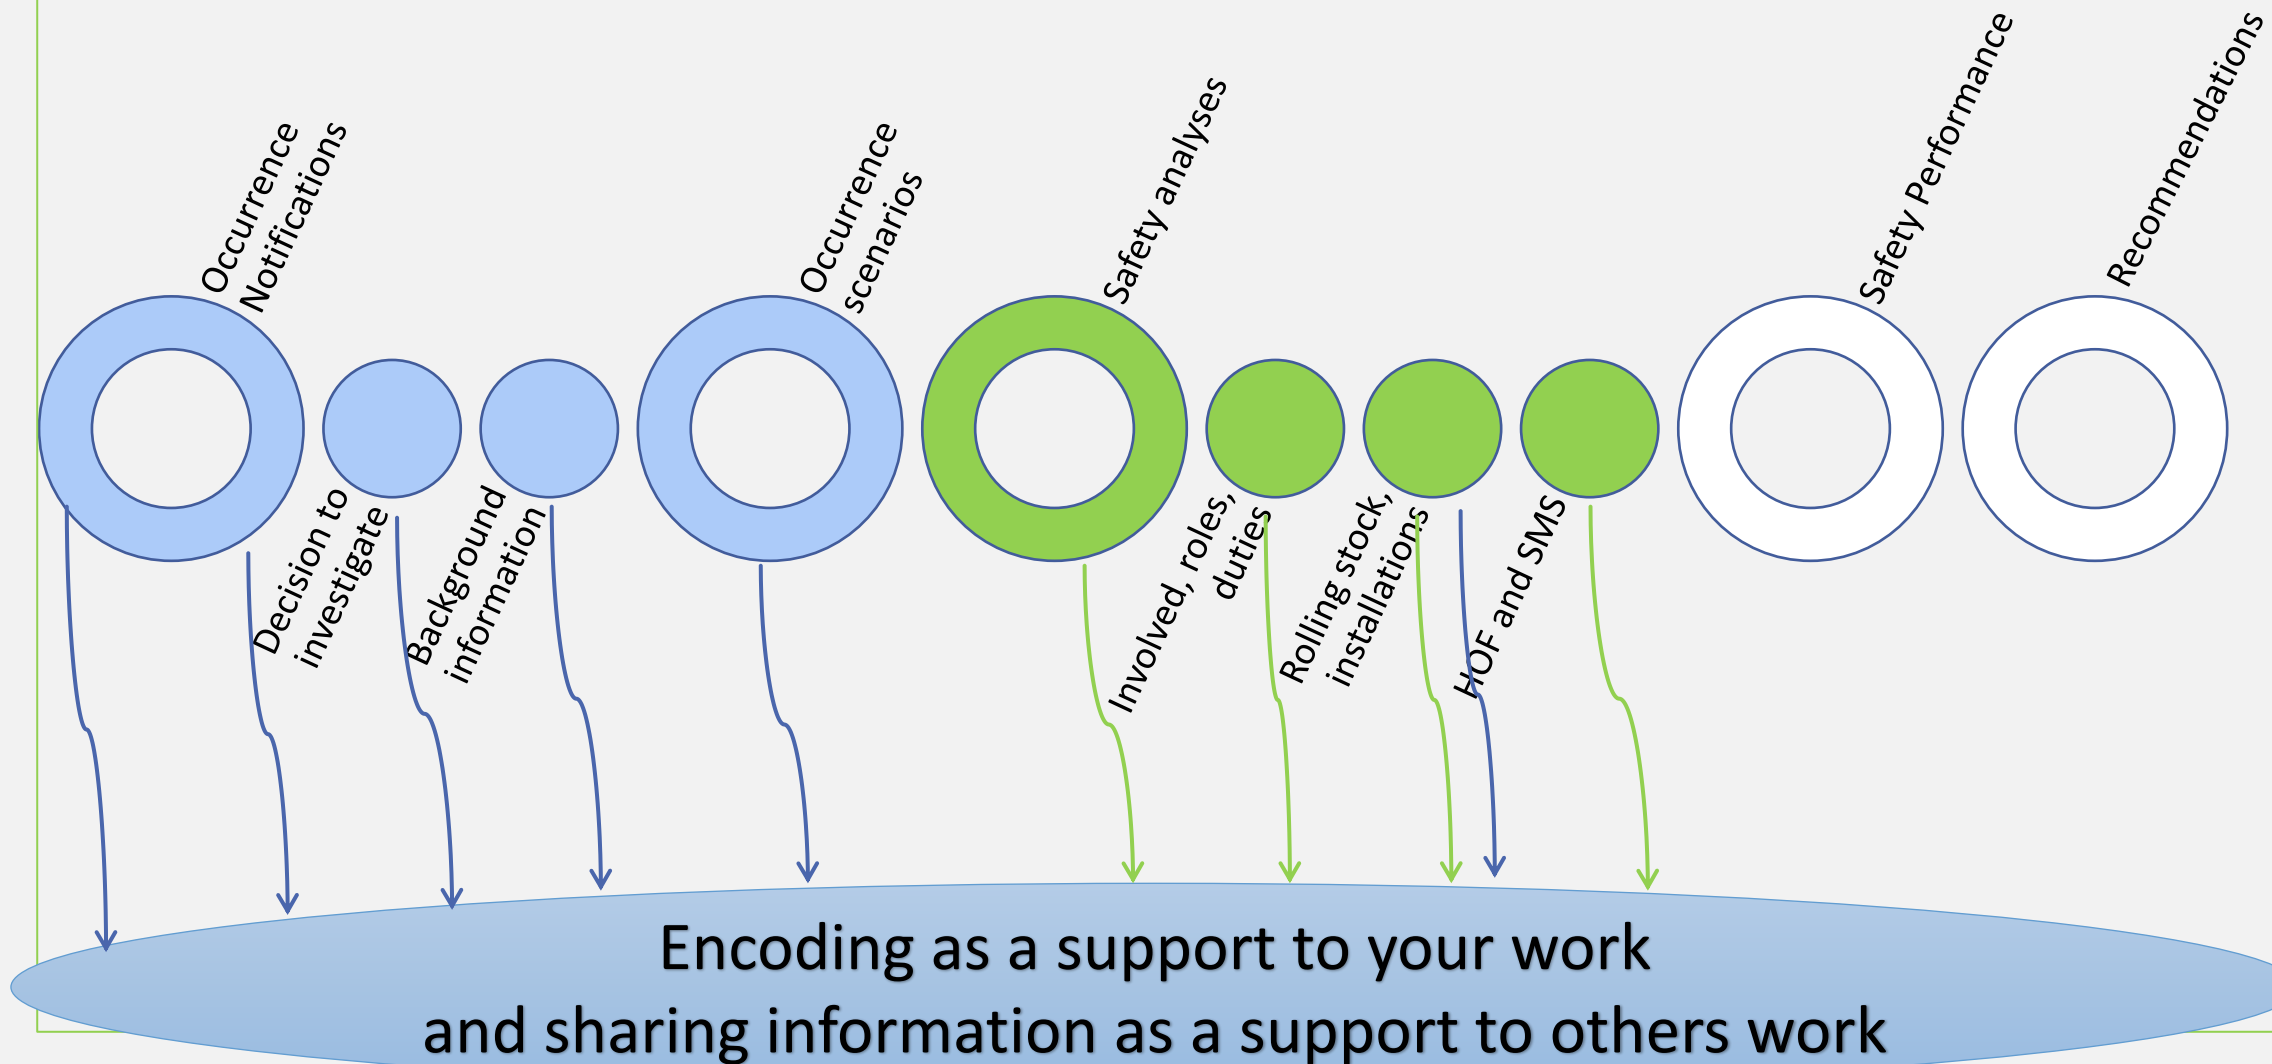 Occurrence
Notifications
Decision to
investigate
Background
information
Occurrence
scenarios
Safety analyses
Involved, roles,
duties
Rolling stock,
installations
HOF and SMS
Safety Performance
Recommendations
Encoding as a support to your work
and sharing information as a support to others work